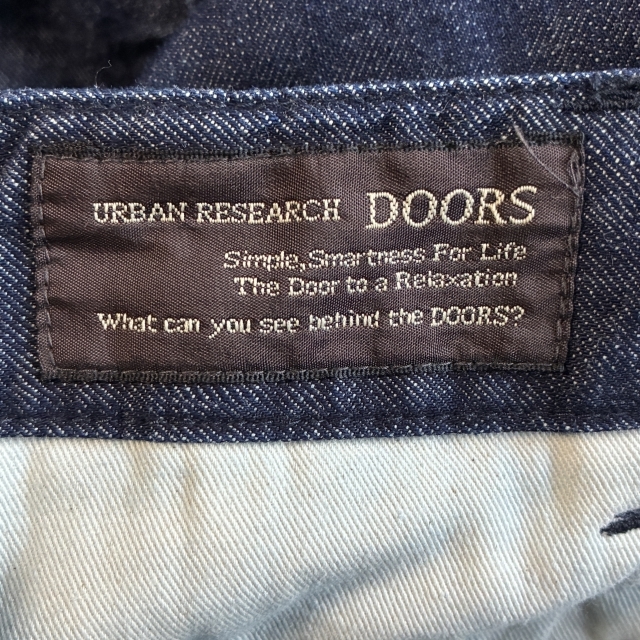 URBAN RESEARCH DOORS
Simple,Smartness For Life
The Door to a Relaxation
What can you see behind the DOORS?